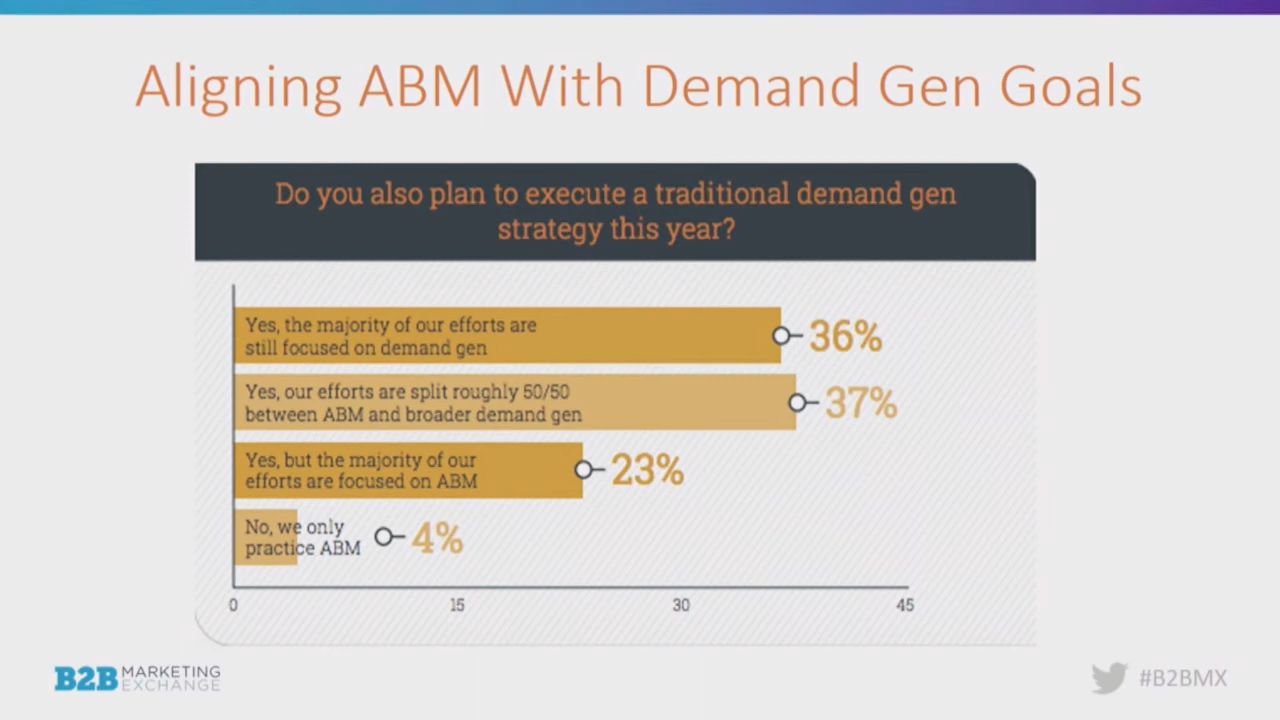 Aligning ABM With Demand Gen Goals
Do you also plan to execute a traditional demand gen
strategy this year?
Yes, the majority of our efforts are
still focused on demand gen
36%
Yes, our efforts are split roughly 50/50
between ABM and broader demand gen
37%
Yes, but the majority of our
efforts are focused on ABM
23%
No, we only
practice ABM
4%
0 15 30 45
B2B MARKETING
EXCHANGE
#B2BMX